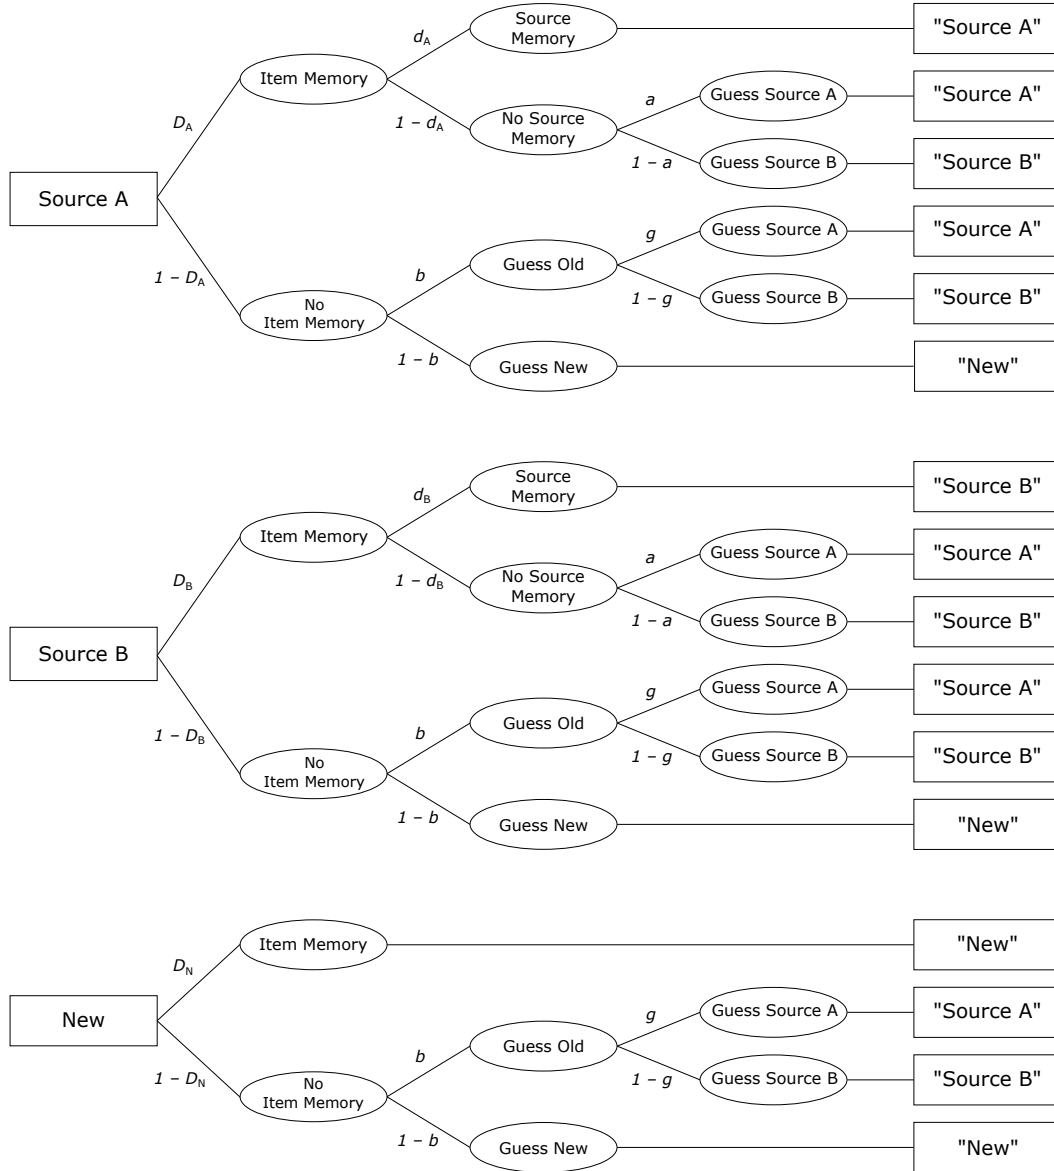 Source
Memory
"Source A"
d_A
Item Memory
a
Guess Source A
"Source A"
D_A
1 – d_A
No Source
Memory
1 – a
Guess Source B
"Source B"
Source A
g
Guess Source A
"Source A"
1 – D_A
b
Guess Old
1 – g
Guess Source B
"Source B"
No
Item Memory
1 – b
Guess New
"New"
Source
Memory
"Source B"
d_B
Item Memory
a
Guess Source A
"Source A"
D_B
1 – d_B
No Source
Memory
1 – a
Guess Source B
"Source B"
Source B
g
Guess Source A
"Source A"
1 – D_B
b
Guess Old
1 – g
Guess Source B
"Source B"
No
Item Memory
1 – b
Guess New
"New"
Item Memory
"New"
D_N
New
g
Guess Source A
"Source A"
b
Guess Old
1 – D_N
1 – g
Guess Source B
"Source B"
No
Item Memory
1 – b
Guess New
"New"